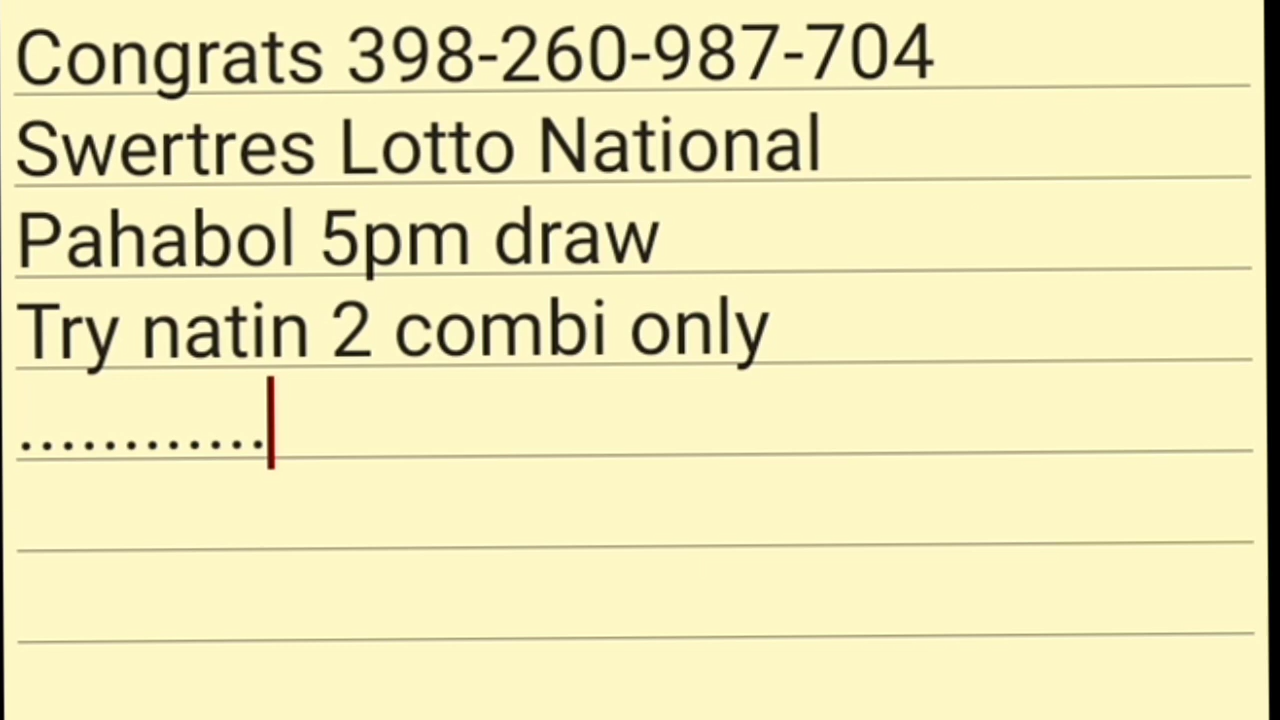 Congrats 398-260-987-704
Swertres Lotto National
Pahabol 5pm draw
Try natin 2 combi only
............